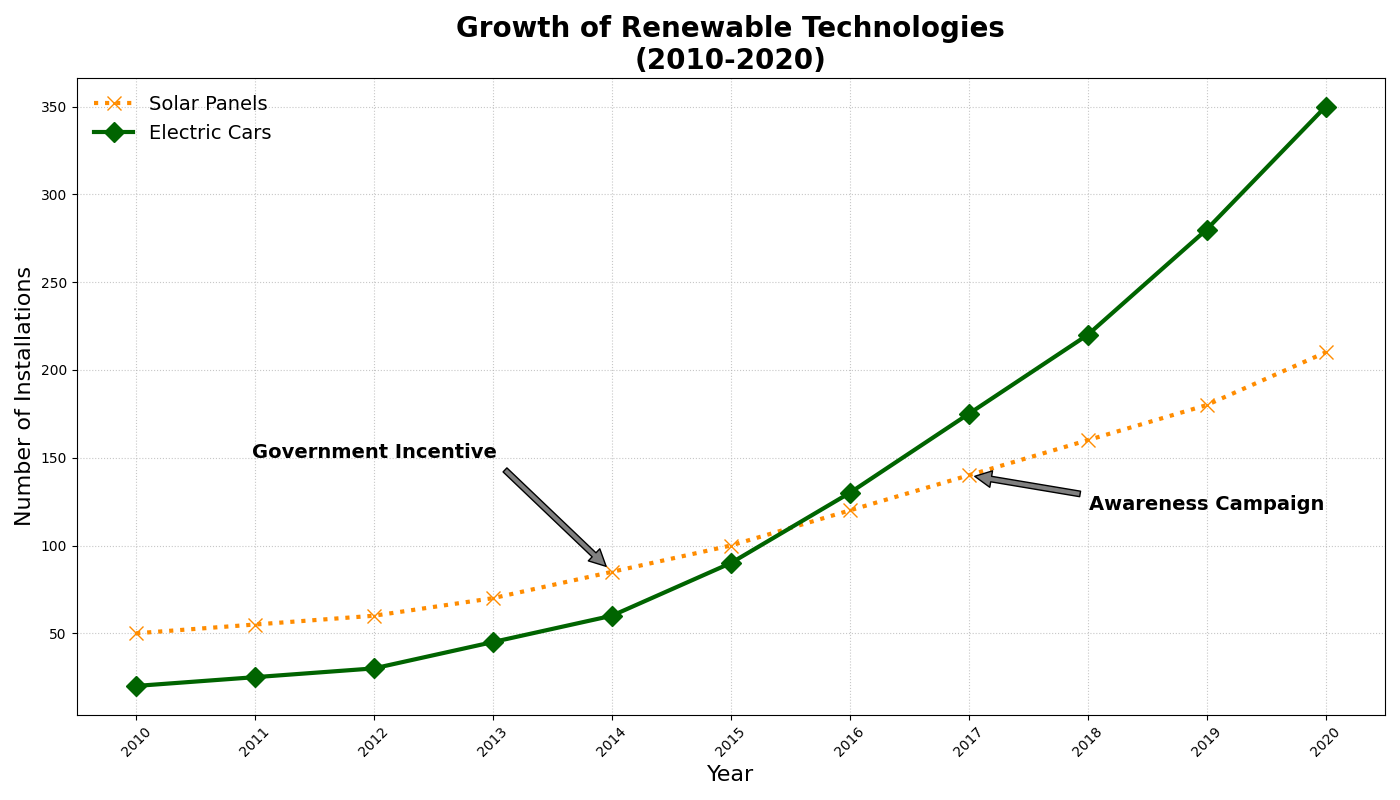 Growth of Renewable Technologies
(2010-2020)
Solar Panels
Electric Cars
Number of Installations
350
300
250
200
150
100
50
Government Incentive
Awareness Campaign
2010
2011
2012
2013
2014
2015
2016
2017
2018
2019
2020
Year